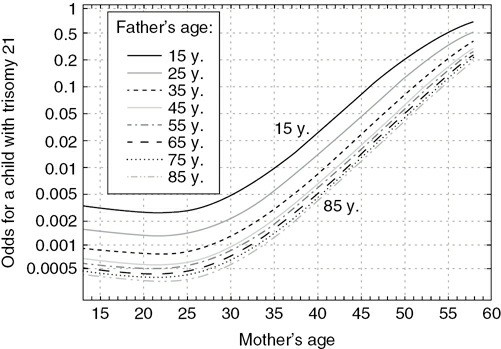 Odds for a child with trisomy 21
1
0.5
0.2
0.1
0.05
0.02
0.01
0.005
0.002
0.001
0.0005
Father's age:
15 y.
25 y.
35 y.
45 y.
55 y.
65 y.
75 y.
85 y.
15 y.
85 y.
15 20 25 30 35 40 45 50 55 60
Mother's age